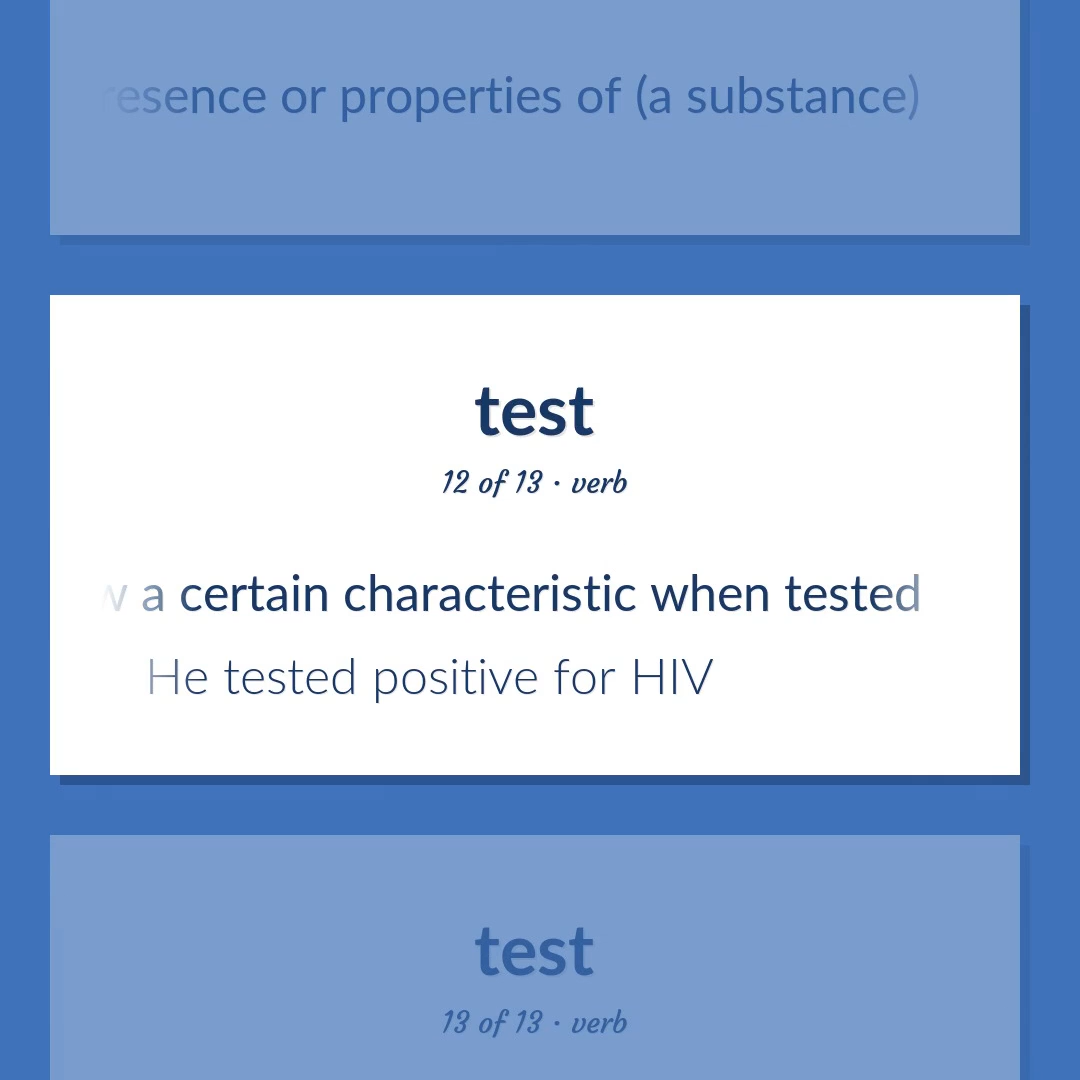 resence or properties of (a substance)
test
12 of 13 · verb
w a certain characteristic when tested
He tested positive for HIV
test
13 of 13 · verb